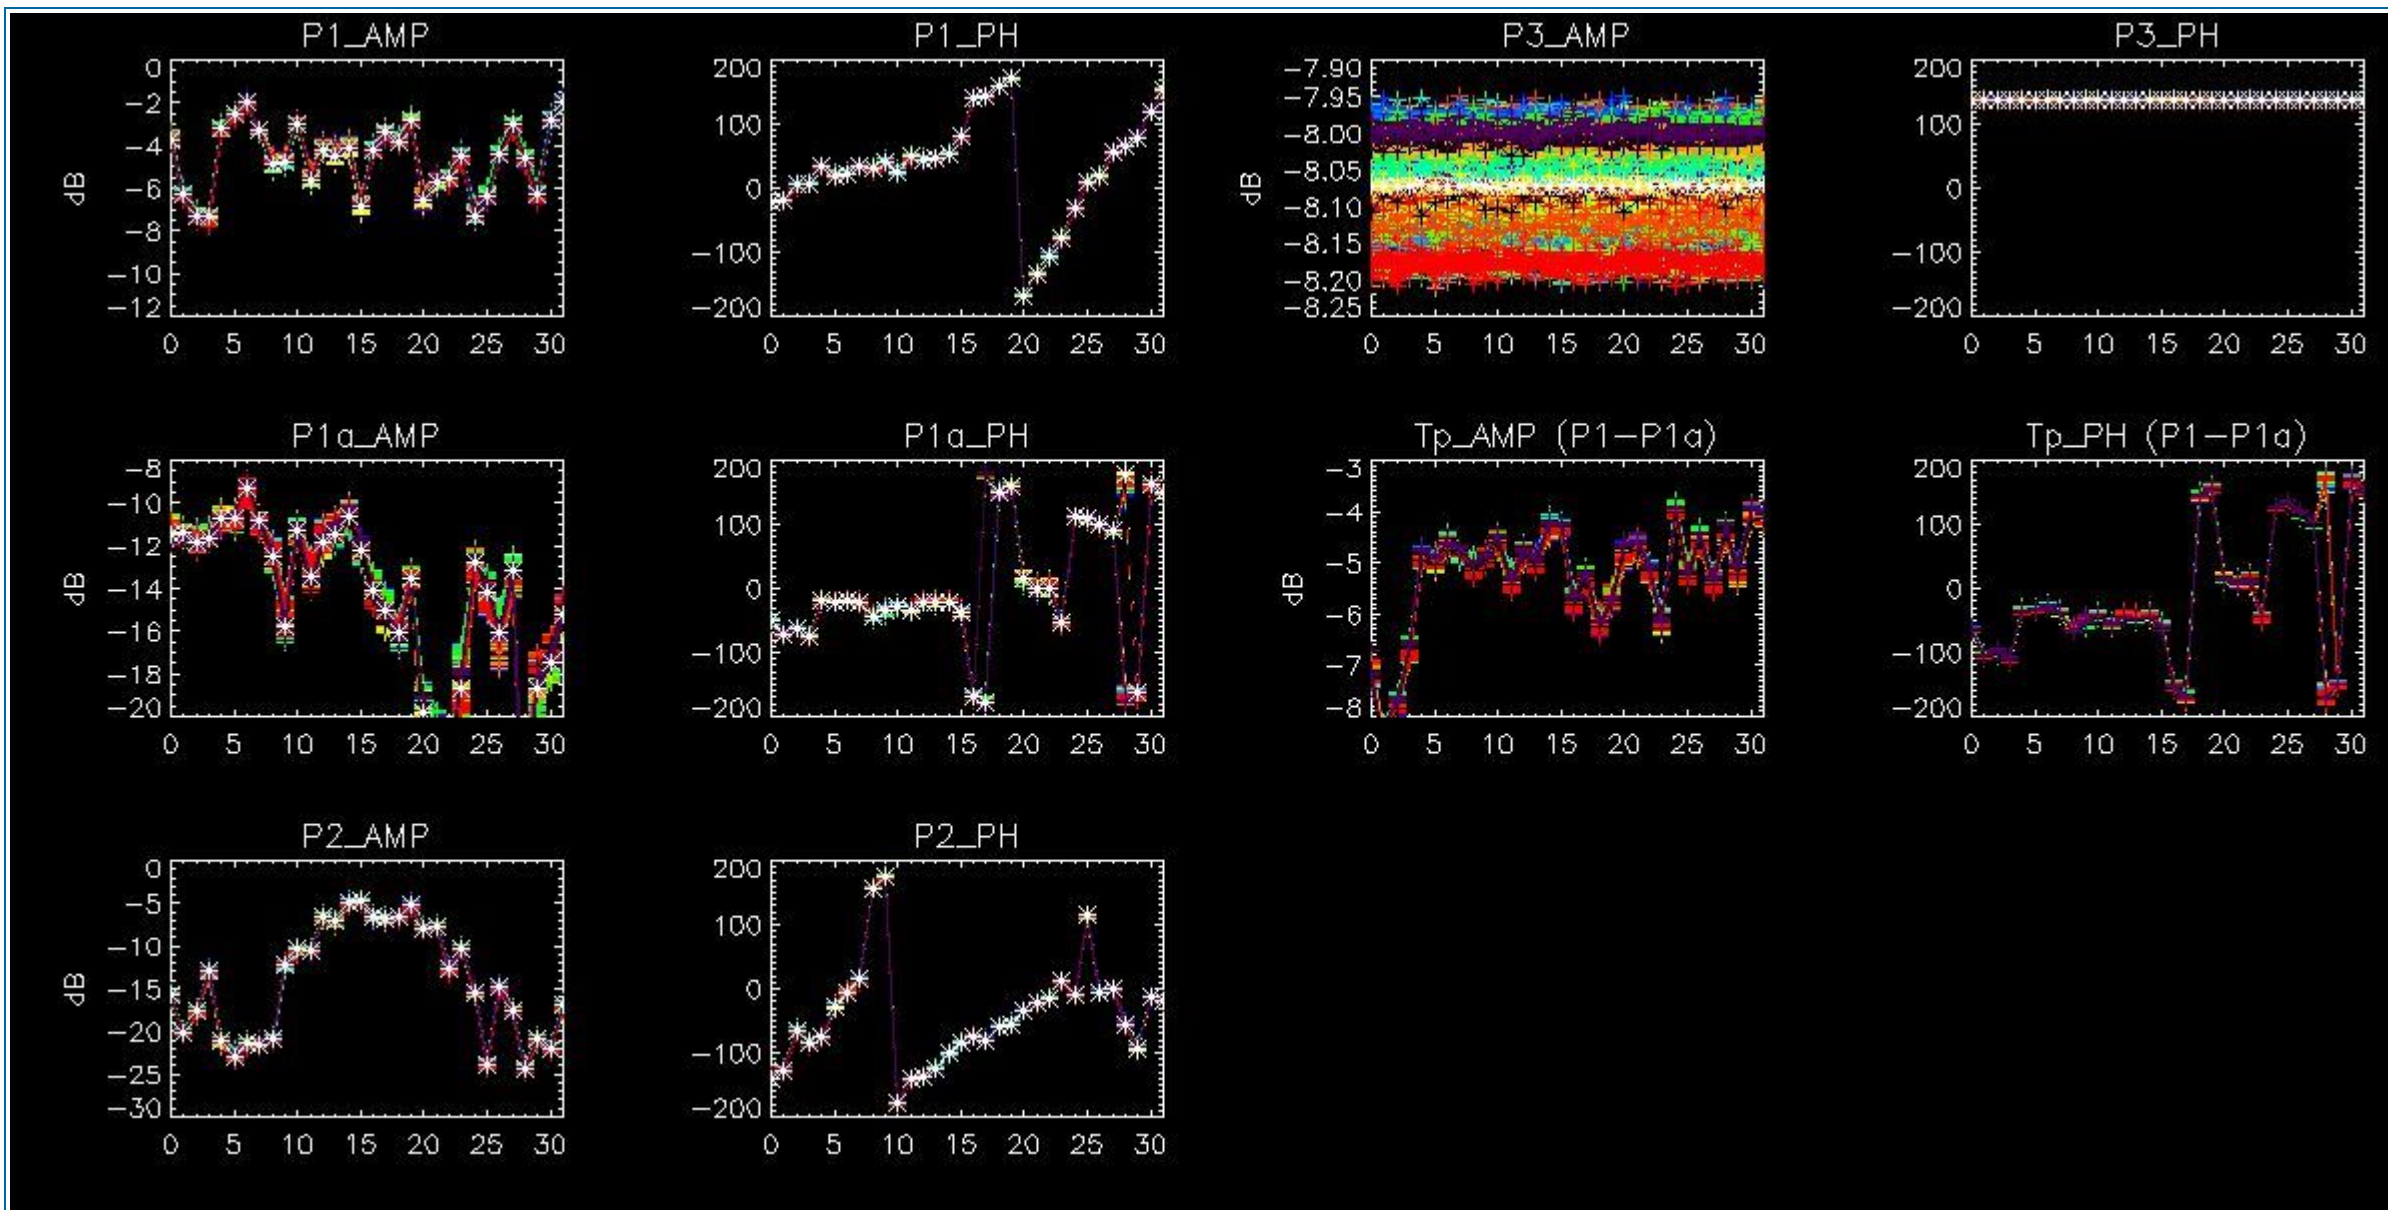 P1_AMP
dB
0
−2
−4
−6
−8
−10
−12
0 5 10 15 20 25 30
P1_PH
200
100
0
−100
−200
0 5 10 15 20 25 30
P3_AMP
dB
−7.90
−7.95
−8.00
−8.05
−8.10
−8.15
−8.20
−8.25
0 5 10 15 20 25 30
P3_PH
200
100
0
−100
−200
0 5 10 15 20 25 30
P1a_AMP
dB
−8
−10
−12
−14
−16
−18
−20
0 5 10 15 20 25 30
P1a_PH
200
100
0
−100
−200
0 5 10 15 20 25 30
Tp_AMP (P1−P1a)
dB
−3
−4
−5
−6
−7
−8
0 5 10 15 20 25 30
Tp_PH (P1−P1a)
200
100
0
−100
−200
0 5 10 15 20 25 30
P2_AMP
dB
0
−5
−10
−15
−20
−25
−30
0 5 10 15 20 25 30
P2_PH
200
100
0
−100
−200
0 5 10 15 20 25 30